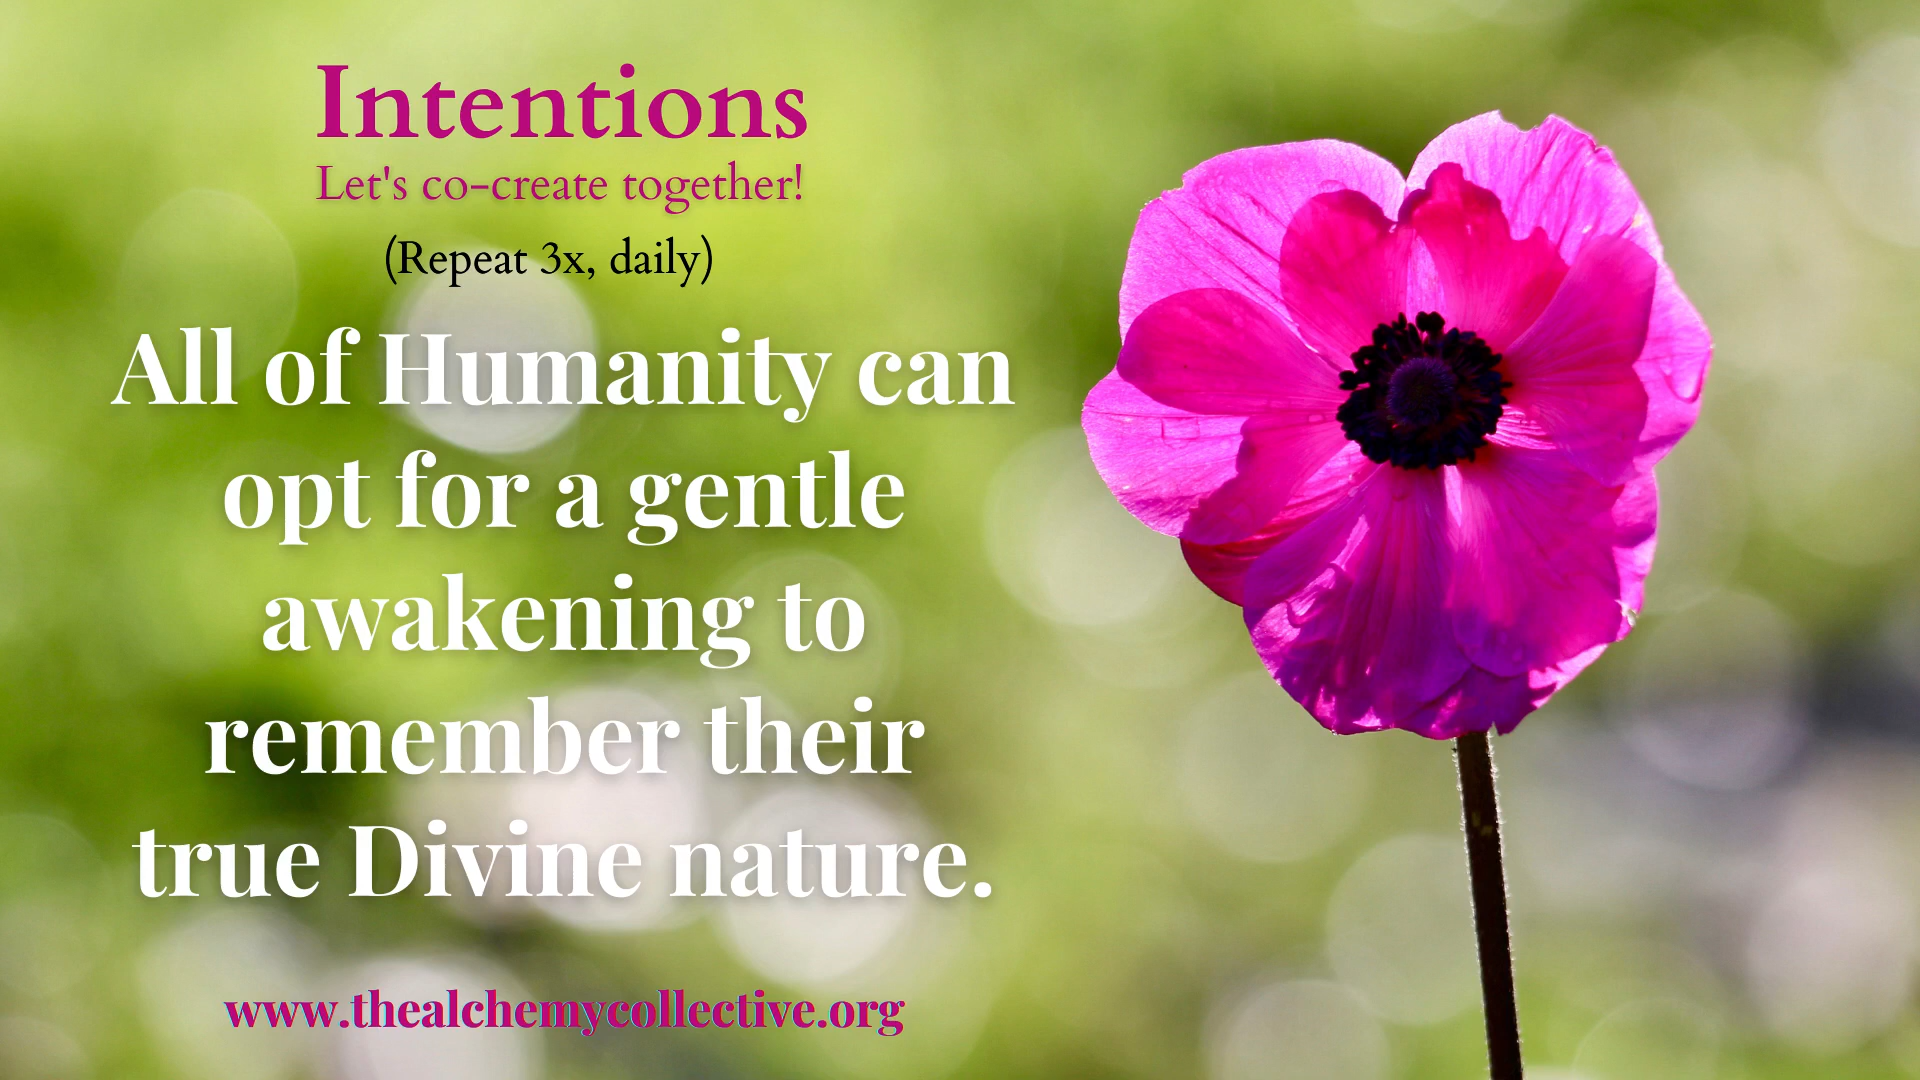 Intentions
Let's co-create together!
(Repeat 3x, daily)
All of Humanity can
opt for a gentle
awakening to
remember their
true Divine nature.
www.thealchemycollective.org